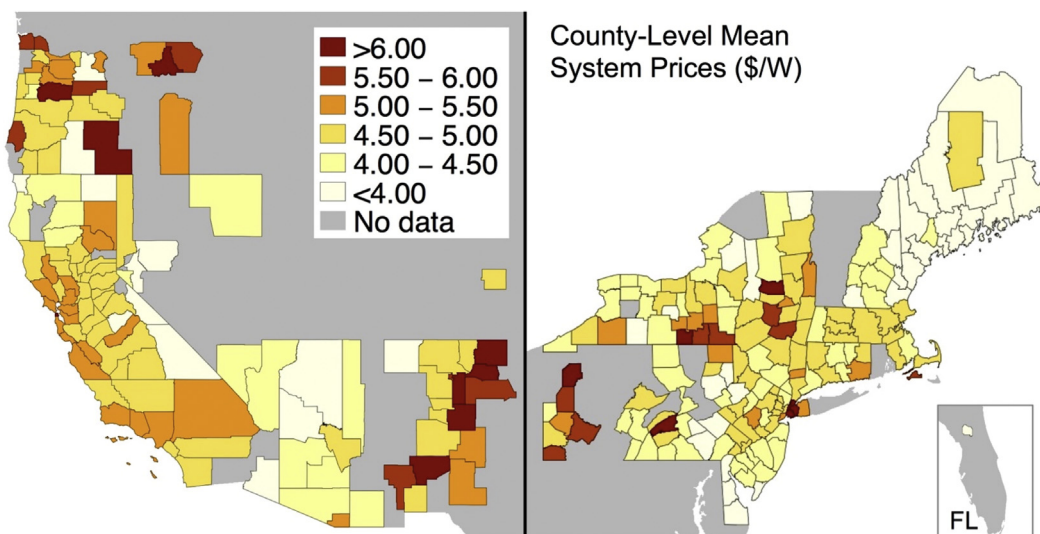 >6.00
5.50 – 6.00
5.00 – 5.50
4.50 – 5.00
4.00 – 4.50
<4.00
No data
County-Level Mean
System Prices ($/W)
FL